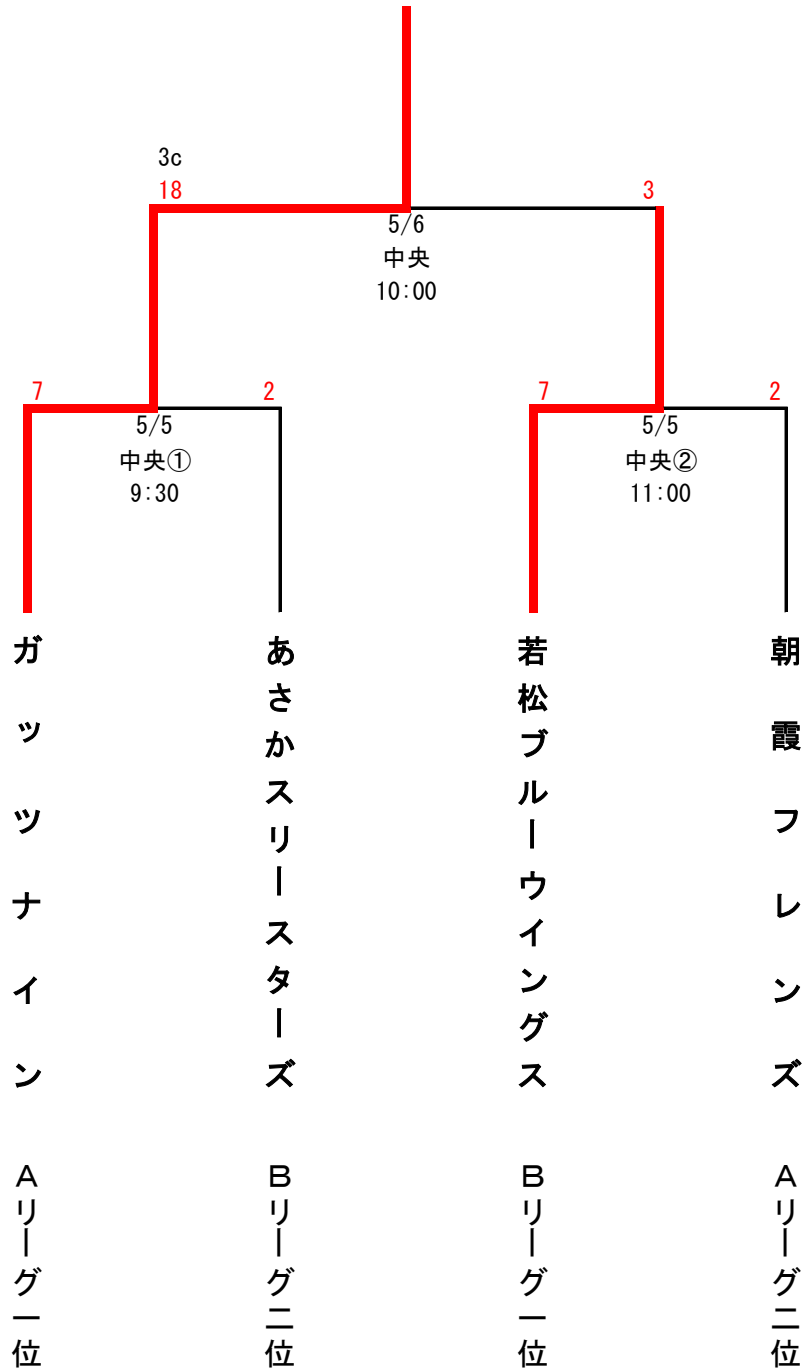 3c
18
3
5/6
中央
10:00
7
2
7
2
5/5
中央①
9:30
5/5
中央②
11:00
ガッツナイン Aリーグ一位
あさかスリースターズ Bリーグ二位
若松ブルーウイングス Bリーグ一位
朝霞フレンズ Aリーグ二位